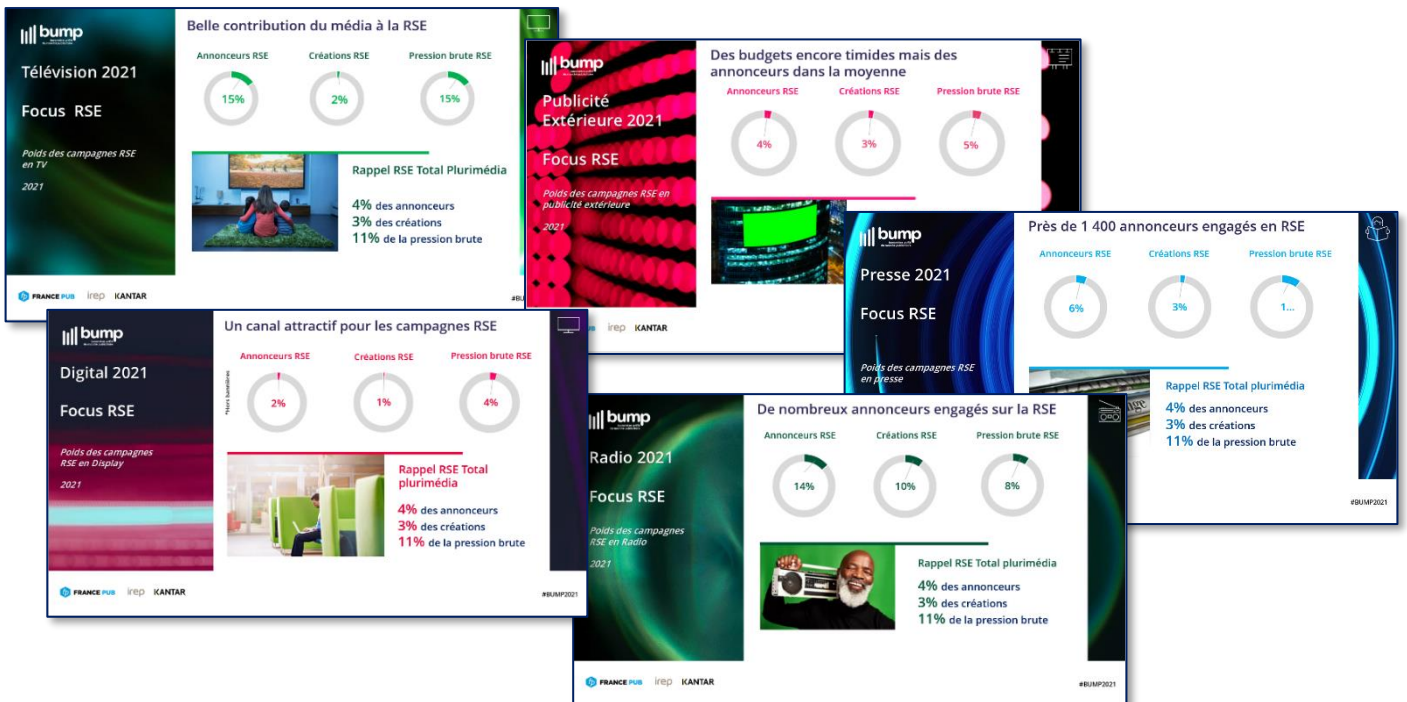 bump
Télévision 2021
Focus RSE
Poids des campagnes RSE
en TV
2021
Belle contribution du média à la RSE
Annonceurs RSE
Créations RSE
Pression brute RSE
15%
2%
15%
Rappel RSE Total Plurimédia
4% des annonceurs
3% des créations
11% de la pression brute
FRANCE PUB irep KANTAR
#BU
bump
Publicité
Extérieure 2021
Focus RSE
Poids des campagnes RSE en
publicité extérieure
2021
Des budgets encore timides mais des
annonceurs dans la moyenne
Annonceurs RSE
Créations RSE
Pression brute RSE
4%
3%
5%
irep KANTAR
bump
Presse 2021
Focus RSE
Poids des campagnes RSE
en presse
Près de 1 400 annonceurs engagés en RSE
Annonceurs RSE
Créations RSE
Pression brute RSE
6%
3%
1...
Rappel RSE Total plurimédia
4% des annonceurs
3% des créations
11% de la pression brute
#BUMP2021
bump
Digital 2021
Focus RSE
Poids des campagnes
RSE en Display
2021
Un canal attractif pour les campagnes RSE
Annonceurs RSE
Créations RSE
Pression brute RSE
*Hors bannières
2%
1%
4%
Rappel RSE Total
plurimédia
4% des annonceurs
3% des créations
11% de la pression brute
FRANCE PUB irep KANTAR
#BUMP2021
bump
Radio 2021
Focus RSE
Poids des campagnes
RSE en Radio
2021
De nombreux annonceurs engagés sur la RSE
Annonceurs RSE
Créations RSE
Pression brute RSE
14%
10%
8%
Rappel RSE Total plurimédia
4% des annonceurs
3% des créations
11% de la pression brute
FRANCE PUB irep KANTAR
#BUMP2021